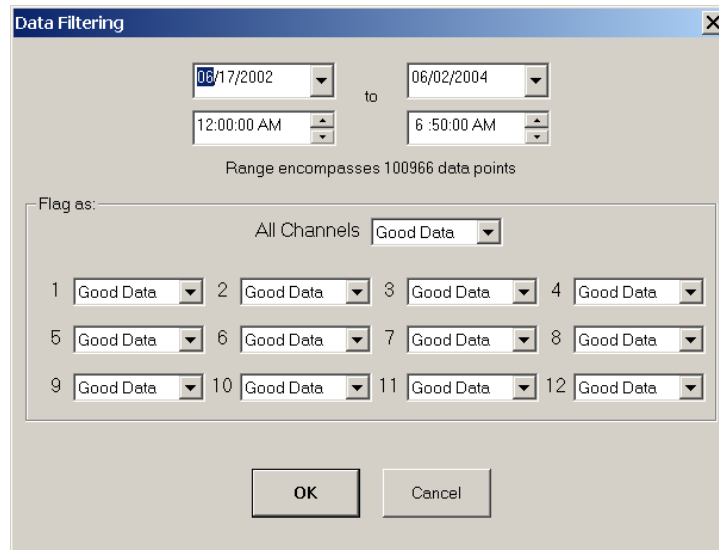 Data Filtering
06/17/2002 to 06/02/2004
12:00:00 AM 6 :50:00 AM
Range encompasses 100966 data points
Flag as:
All Channels Good Data
1 Good Data 2 Good Data 3 Good Data 4 Good Data
5 Good Data 6 Good Data 7 Good Data 8 Good Data
9 Good Data 10 Good Data 11 Good Data 12 Good Data
OK Cancel